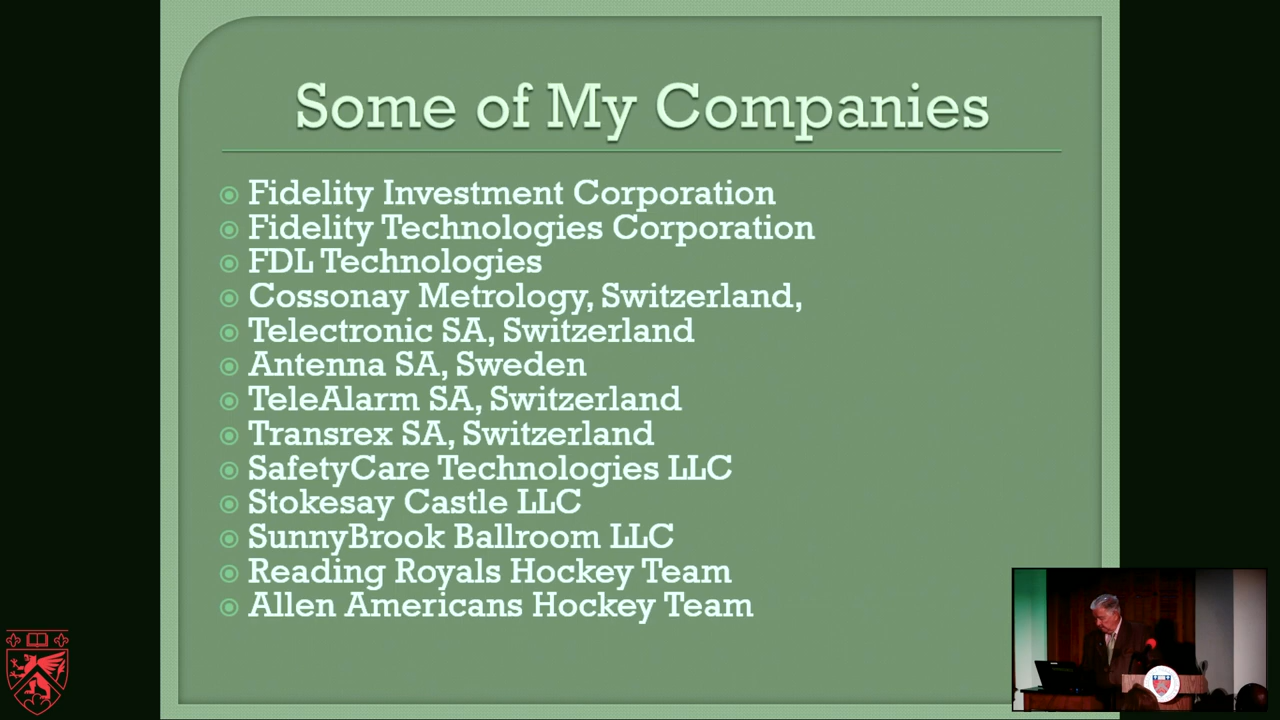 Some of My Companies
Fidelity Investment Corporation
Fidelity Technologies Corporation
FDL Technologies
Cossonay Metrology, Switzerland,
Telectronic SA, Switzerland
Antenna SA, Sweden
TeleAlarm SA, Switzerland
Transrex SA, Switzerland
SafetyCare Technologies LLC
Stokesay Castle LLC
SunnyBrook Ballroom LLC
Reading Royals Hockey Team
Allen Americans Hockey Team